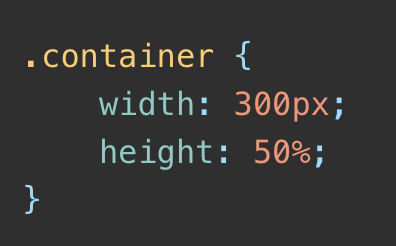 .container {
    width: 300px;
    height: 50%;
}